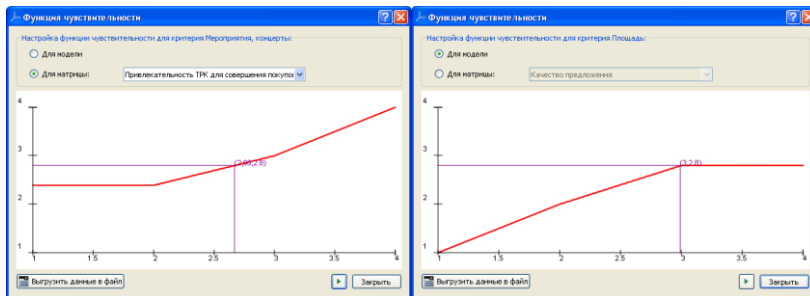 Функция чувствительности
Настройка функции чувствительности для критерия Мероприятия, концерты:
Для модели
Для матрицы:
Привлекательность ТРК для совершения покупок
4
3
2
1
(2,66,2.8)
1
1.5
2
2.5
3
3.5
4
Выгрузить данные в файл
Закрыть
Функция чувствительности
Настройка функции чувствительности для критерия Площадь:
Для модели
Для матрицы:
Качество предложения
4
3
2
1
(3,2.8)
1
1.5
2
2.5
3
3.5
4
Выгрузить данные в файл
Закрыть